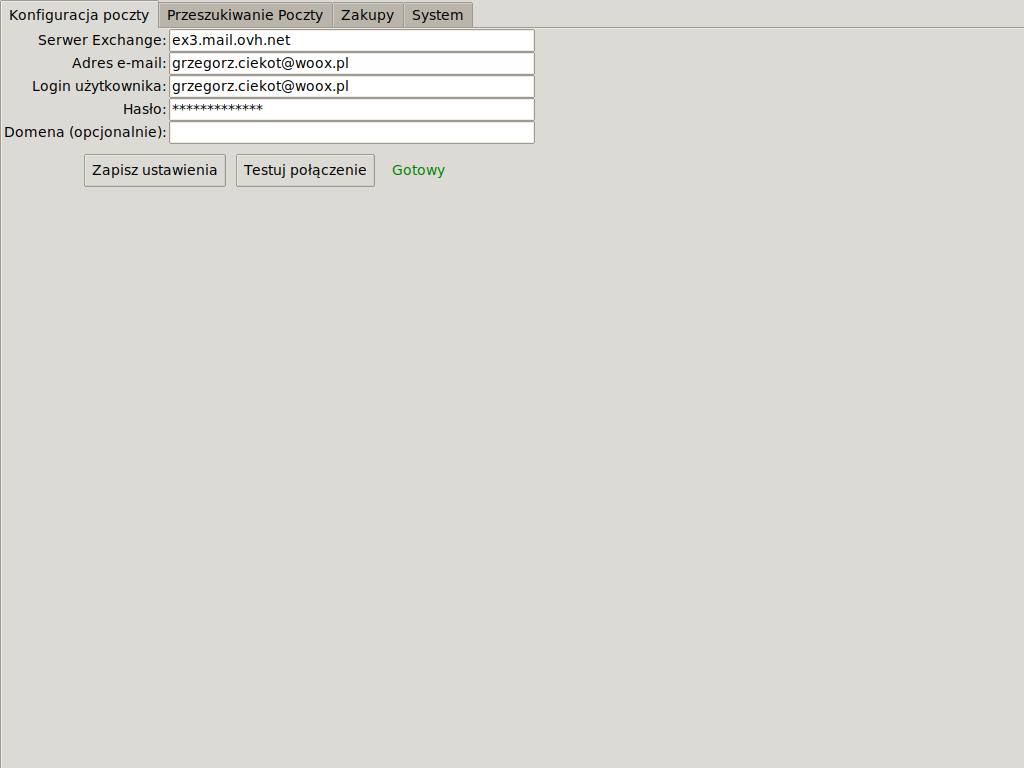 Konfiguracja poczty Przeszukiwanie Poczty Zakupy System
Serwer Exchange: ex3.mail.ovh.net
Adres e-mail: grzegorz.ciekot@woox.pl
Login użytkownika: grzegorz.ciekot@woox.pl
Hasło: *************
Domena (opcjonalnie):
Zapisz ustawienia Testuj połączenie Gotowy